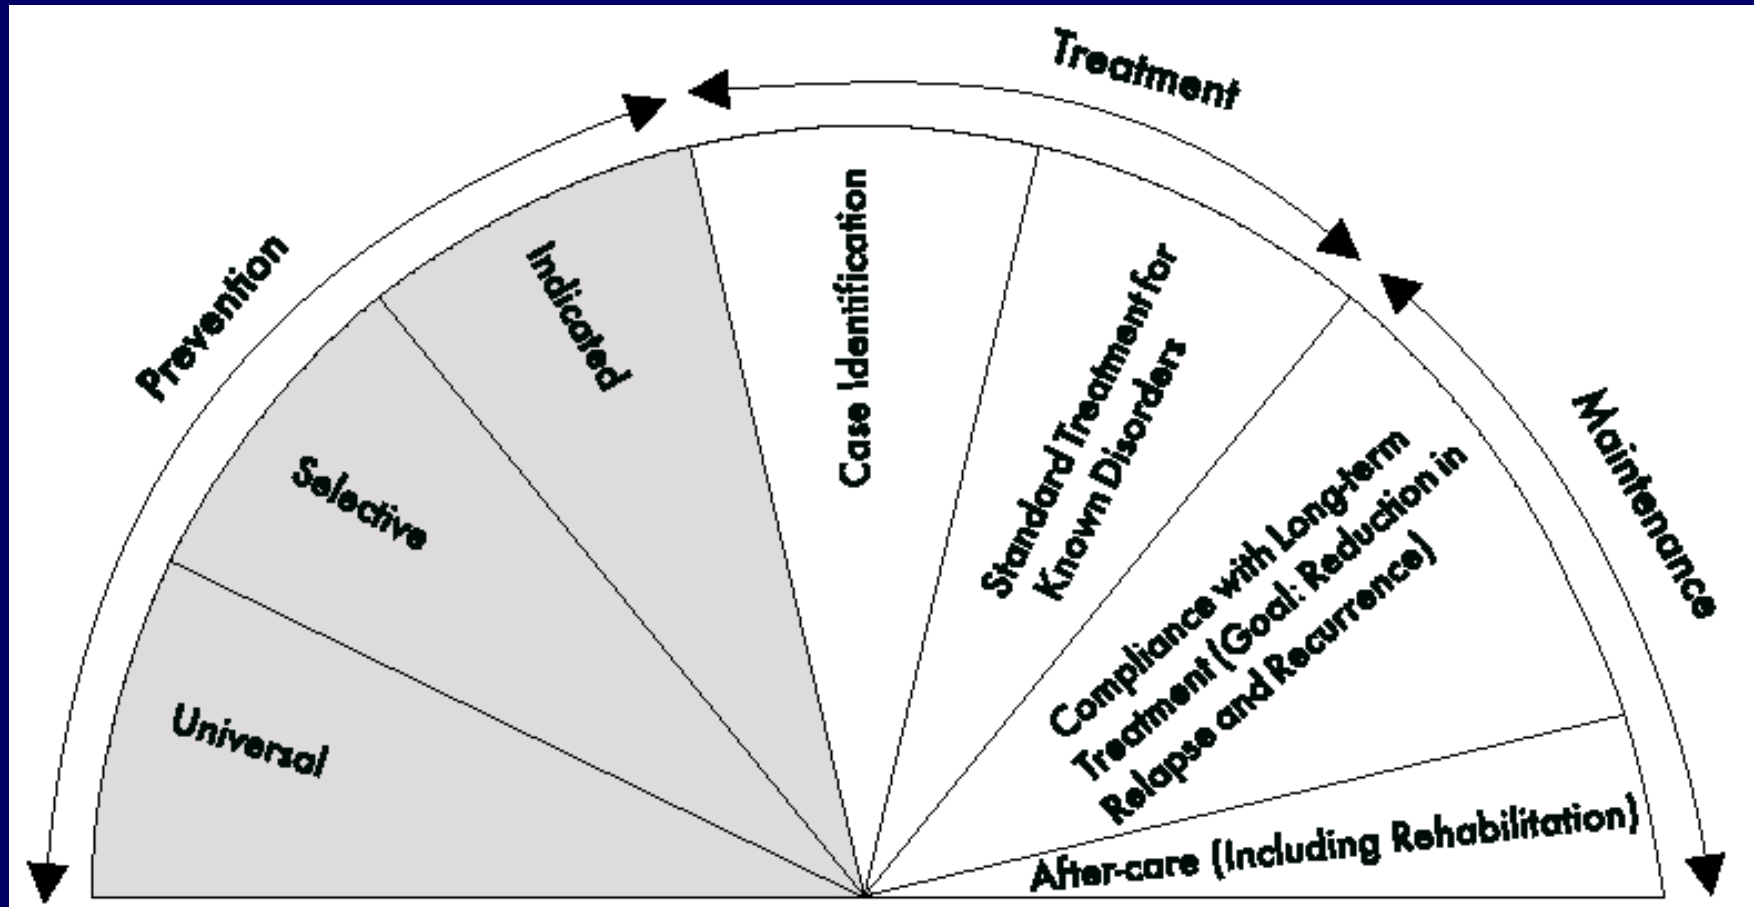 Prevention
Treatment
Maintenance
Universal
Selective
Indicated
Case Identification
Standard Treatment for
Known Disorders
Compliance with Long-term
Treatment (Goal: Reduction in
Relapse and Recurrence)
After-care (Including Rehabilitation)